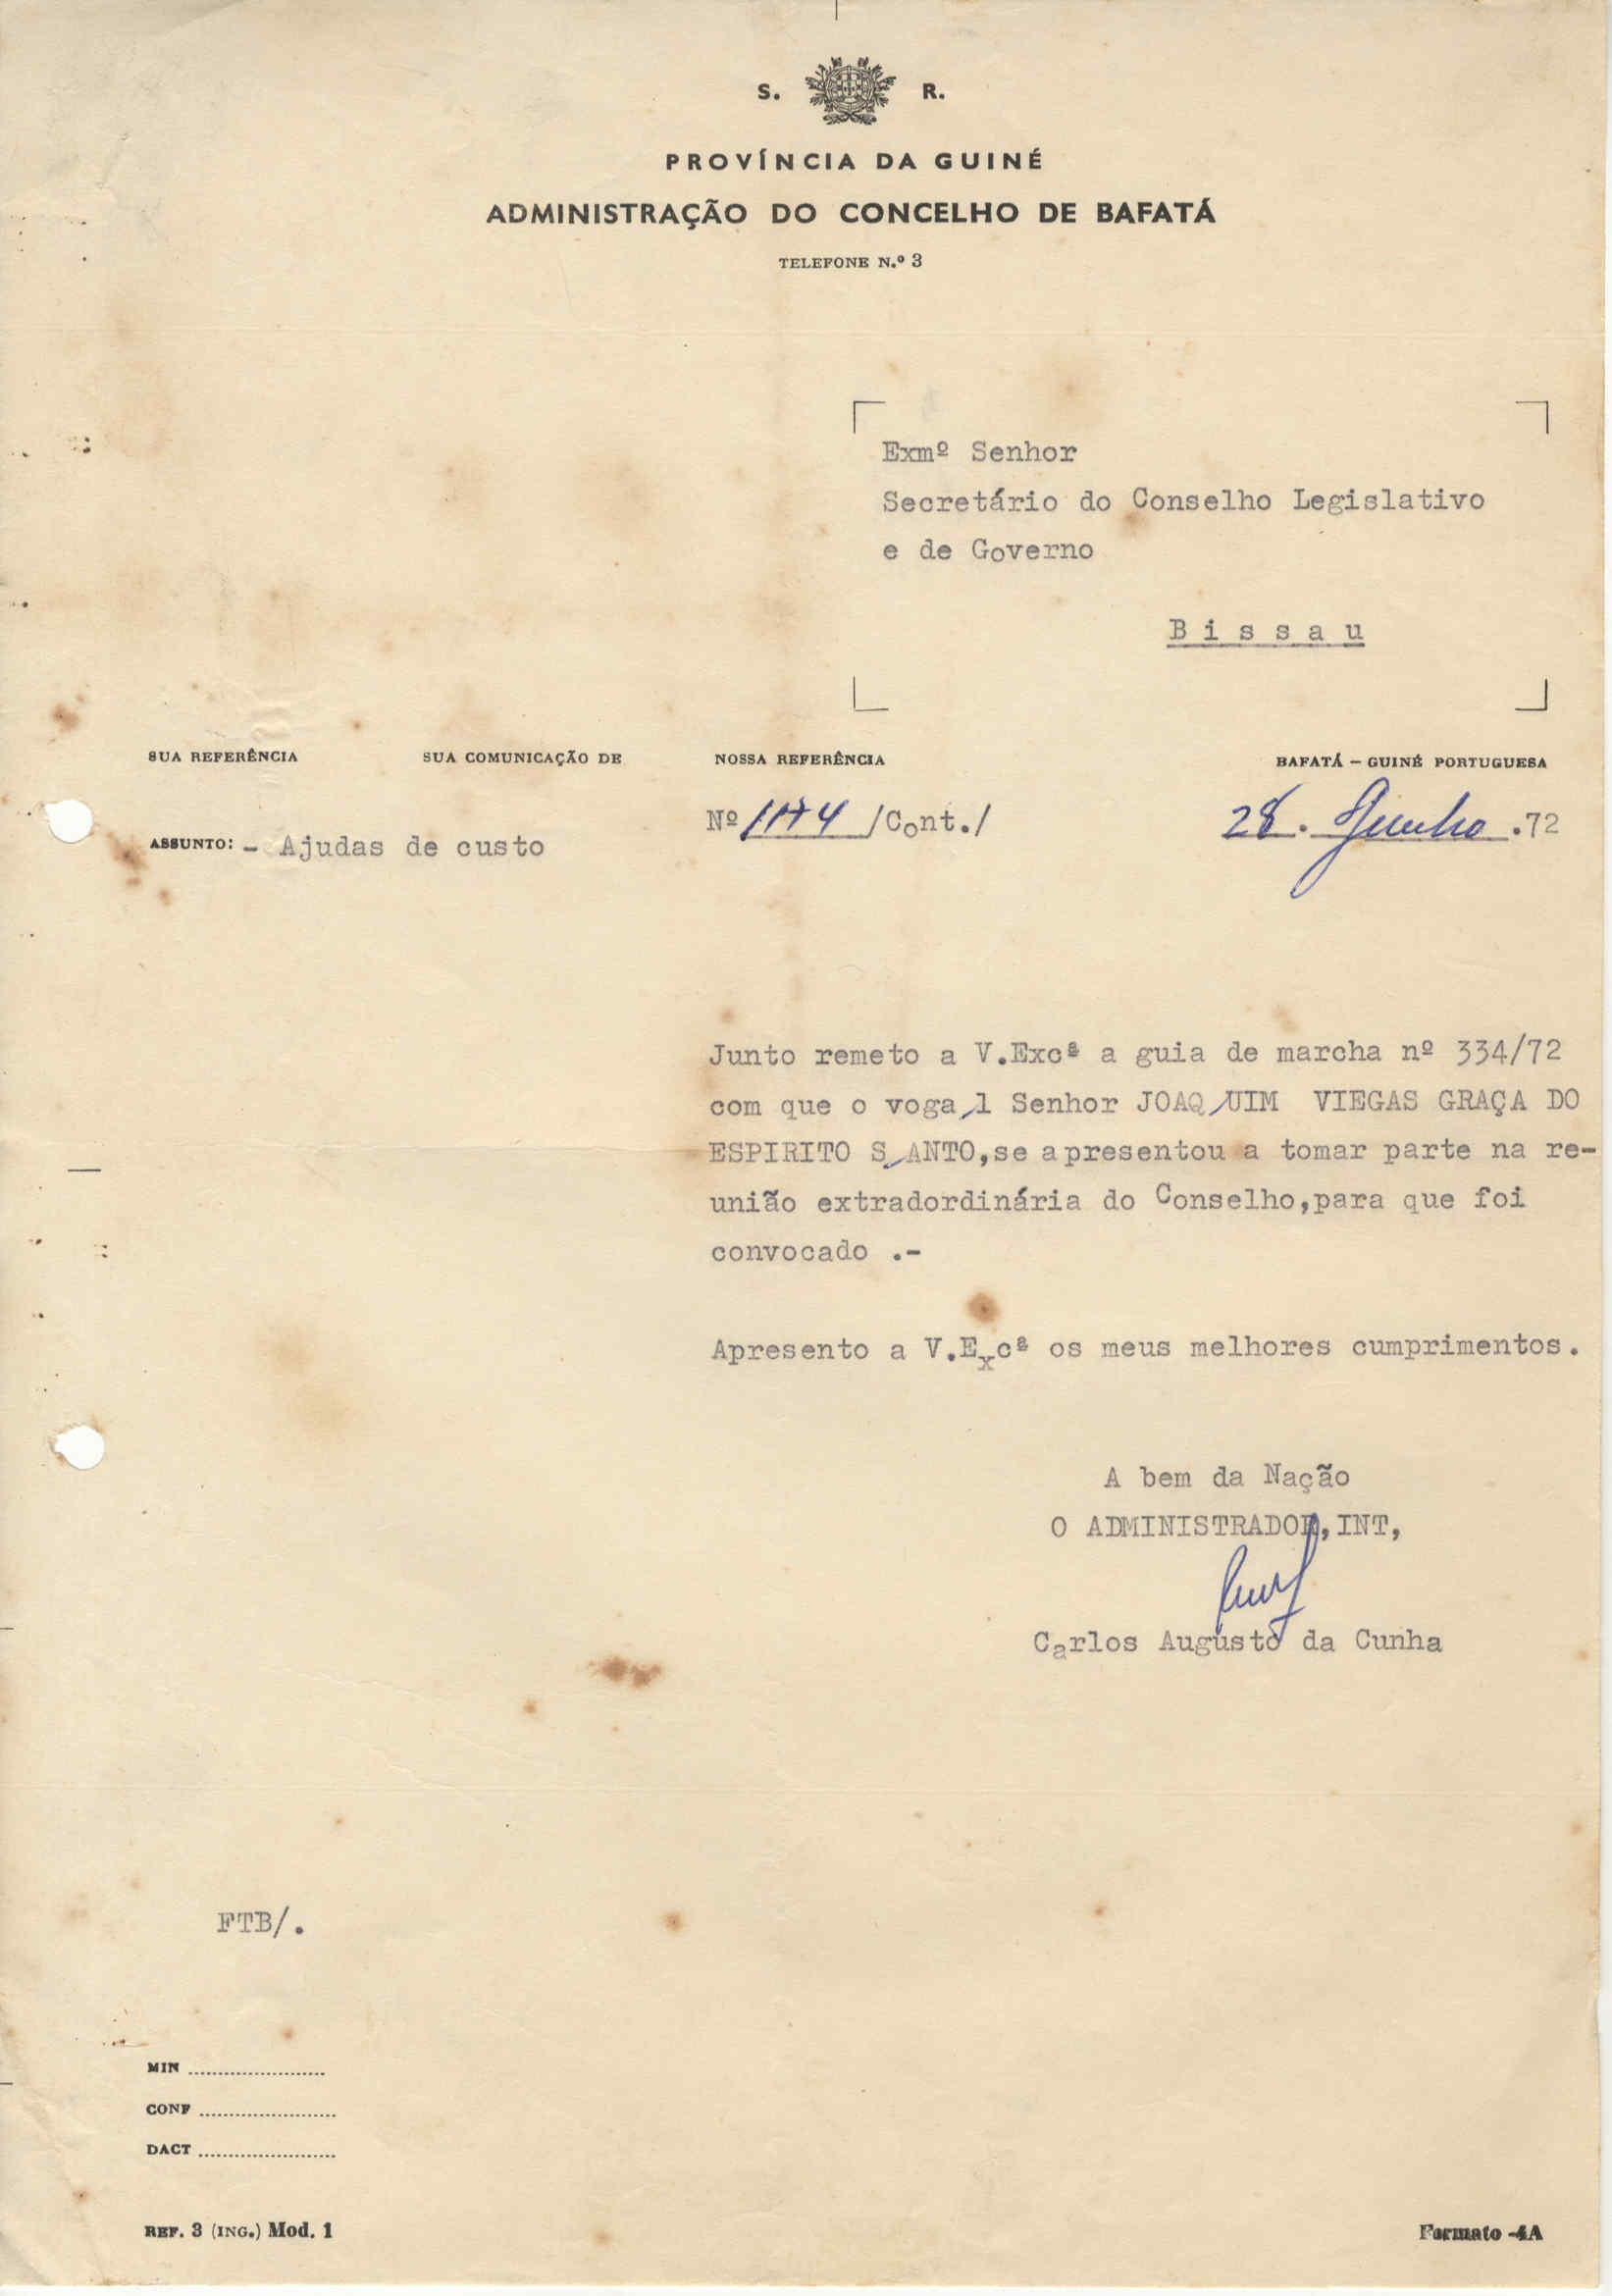 S. R.
PROVÍNCIA DA GUINÉ
ADMINISTRAÇÃO DO CONCELHO DE BAFATÁ
TELEFONE N.º 3
Exmº Senhor
Secretário do Conselho Legislativo
e de Governo
Bissau
SUA REFERÊNCIA SUA COMUNICAÇÃO DE NOSSA REFERÊNCIA BAFATÁ — GUINÉ PORTUGUESA
Nº /Cont./ 28. Junho .72
ASSUNTO: - Ajudas de custo
Junto remeto a V.Excª a guia de marcha nº 334/72
com que o voga/l Senhor JOAQ/UIM VIEGAS GRAÇA DO
ESPIRITO S/ANTO,se apresentou a tomar parte na re-
união extradordinária do Conselho,para que foi
convocado .-
Apresento a V.Excª os meus melhores cumprimentos.
A bem da Nação
O ADMINISTRADOR,INT,
Carlos Augusto da Cunha
FTB/.
MIN
CONF
DACT
REF. 3 (ING.) Mod. 1 Formato -4A